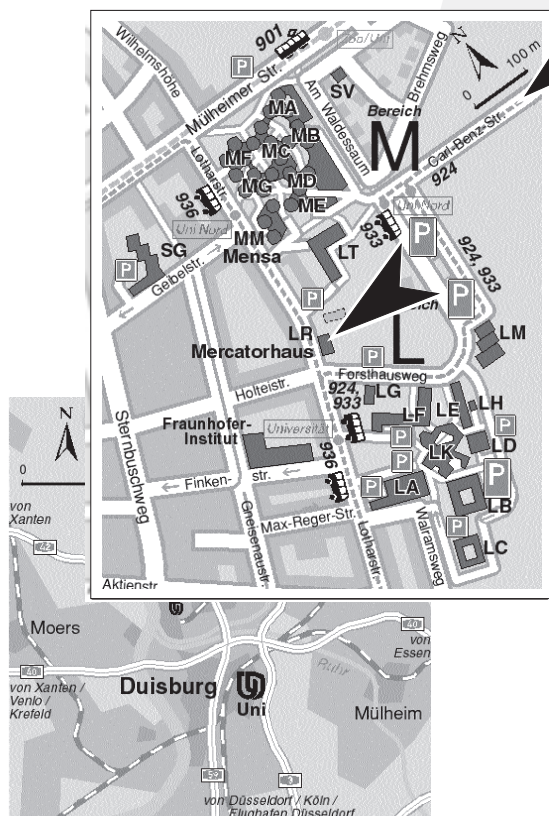 Wilhelmshöhe
901
Zoo/Uni
P
Mülheimer Str.
Am Waldessaum
Brehmsweg
N
100 m
0
SV
MA
MB
Bereich
M
Carl-Benz-Str.
924
MF
MC
MG
MD
ME
Lotharstr.
936
Uni Nord
Uni Nord
933
P
924, 933
SG
P
MM
Mensa
LT
Geibelstr.
P
P
L
LR
Mercatorhaus
LM
P
Forsthausweg
Holteistr.
924,
933
LG
LH
LF
LE
Fraunhofer-
Institut
Universität
P
LK
LD
P
936
P
P
Finken-
str.
P
LA
LB
Sternbuschweg
Gneisenaustr.
Max-Reger-Str.
Lotharstr.
Walramsweg
P
LC
Aktienstr.
N
0
von
Xanten
42
Moers
40
von Xanten /
Venlo /
Krefeld
Duisburg
Uni
40
von
Essen
Ruhr
Mülheim
59
3
von Düsseldorf / Köln /
Flughafen Düsseldorf